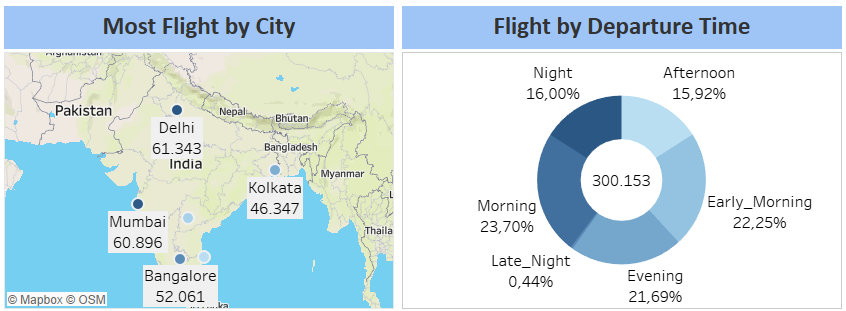 Most Flight by City
Flight by Departure Time
Pakistan
Nepal
Bhutan
Delhi
61.343
India
Bangladesh
Myanmar
Kolkata
46.347
Mumbai
60.896
Bangalore
52.061
© Mapbox © OSM
Night
16,00%
Afternoon
15,92%
300.153
Morning
23,70%
Early_Morning
22,25%
Late_Night
0,44%
Evening
21,69%